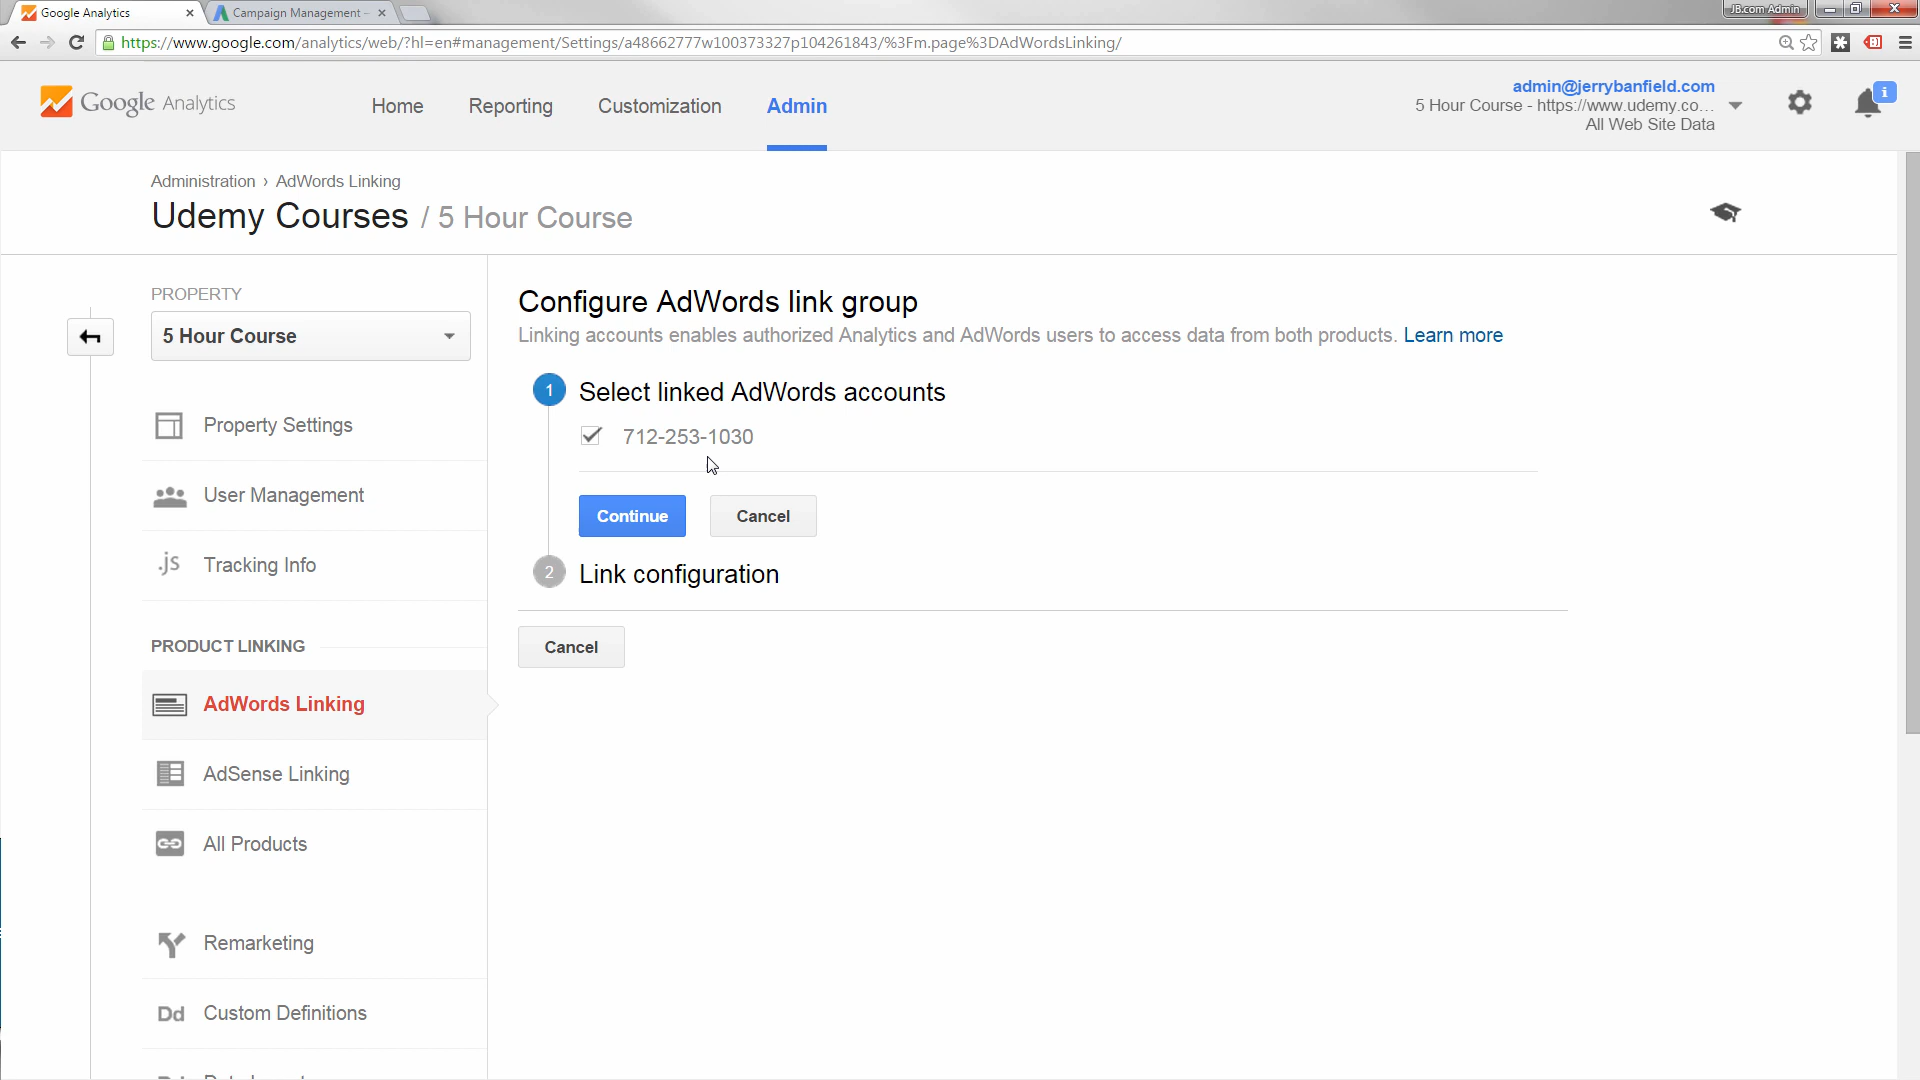 Google Analytics
Campaign Management -
JB.com Admin
https://www.google.com/analytics/web/?hl=en#management/Settings/a48662777w100373327p104261843/%3Fm.page%3DAdWordsLinking/
Google Analytics
Home
Reporting
Customization
Admin
admin@jerrybanfield.com
5 Hour Course - https://www.udemy.co...
All Web Site Data
i
Administration › AdWords Linking
Udemy Courses / 5 Hour Course
PROPERTY
5 Hour Course
Property Settings
User Management
.js Tracking Info
PRODUCT LINKING
AdWords Linking
AdSense Linking
All Products
Remarketing
Dd Custom Definitions
Configure AdWords link group
Linking accounts enables authorized Analytics and AdWords users to access data from both products. Learn more
1 Select linked AdWords accounts
712-253-1030
Continue
Cancel
2 Link configuration
Cancel